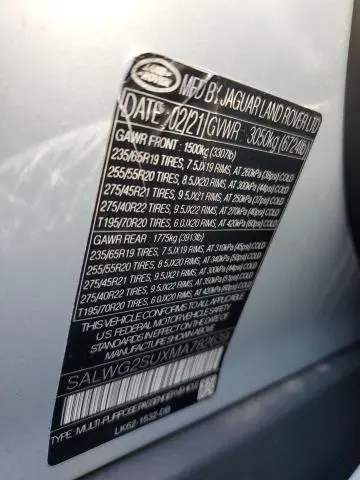 LAND ROVER
MFD BY JAGUAR LAND ROVER LTD
DATE: 02/21 GVWR : 3050kg (6724lb)
GAWR FRONT : 1500kg (3307lb)
235/65R19 TIRES, 7.5JX19 RIMS, AT 260kPa (38psi) COLD
255/55R20 TIRES, 8.5JX20 RIMS, AT 300kPa (44psi) COLD
275/45R21 TIRES, 9.5JX21 RIMS, AT 250kPa (37psi) COLD
275/40R22 TIRES, 9.5JX22 RIMS, AT 270kPa (40psi) COLD
T195/70R20 TIRES, 6.0JX20 RIMS, AT 420kPa (60psi) COLD
GAWR REAR : 1775kg (3913lb)
235/65R19 TIRES, 7.5JX19 RIMS, AT 310kPa (45psi) COLD
255/55R20 TIRES, 8.5JX20 RIMS, AT 340kPa (50psi) COLD
275/45R21 TIRES, 9.5JX21 RIMS, AT 300kPa (44psi) COLD
275/40R22 TIRES, 9.5JX22 RIMS, AT 350kPa (51psi) COLD
T195/70R20 TIRES, 6.0JX20 RIMS, AT 420kPa (60psi) COLD
THIS VEHICLE CONFORMS TO ALL APPLICABLE
U.S. FEDERAL MOTOR VEHICLE SAFETY
STANDARDS IN EFFECT ON THE DATE OF
MANUFACTURE SHOWN ABOVE
TYPE: MULTI-PURPOSE PASSENGER VEHICLE
LK62-1532-DB